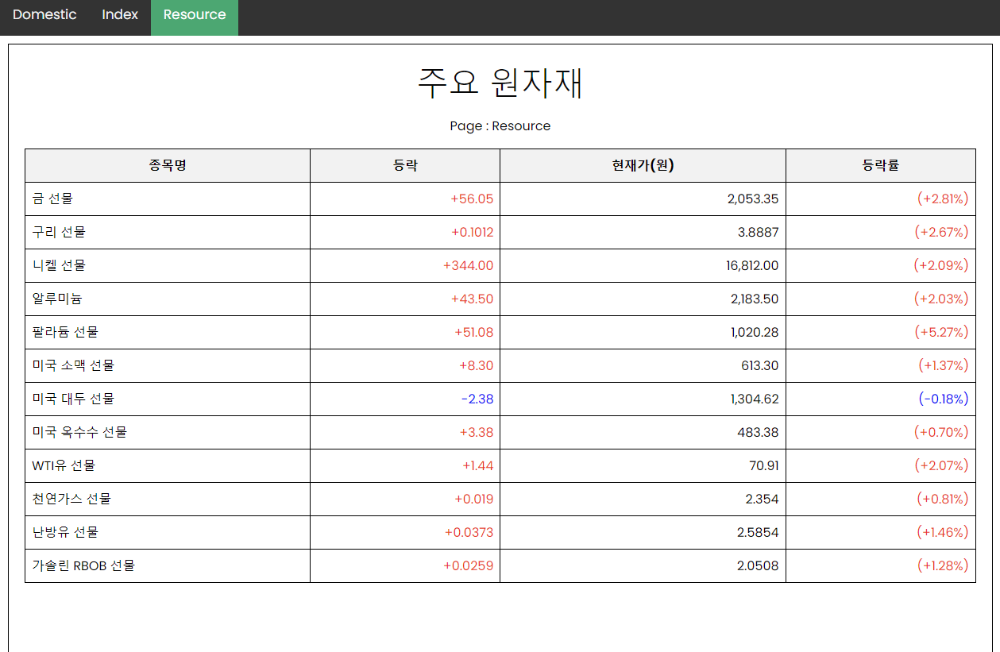 Domestic Index Resource
주요 원자재
Page : Resource
종목명 등락 현재가(원) 등락률
금 선물 +56.05 2,053.35 (+2.81%)
구리 선물 +0.1012 3.8887 (+2.67%)
니켈 선물 +344.00 16,812.00 (+2.09%)
알루미늄 +43.50 2,183.50 (+2.03%)
팔라듐 선물 +51.08 1,020.28 (+5.27%)
미국 소맥 선물 +8.30 613.30 (+1.37%)
미국 대두 선물 -2.38 1,304.62 (-0.18%)
미국 옥수수 선물 +3.38 483.38 (+0.70%)
WTI유 선물 +1.44 70.91 (+2.07%)
천연가스 선물 +0.019 2.354 (+0.81%)
난방유 선물 +0.0373 2.5854 (+1.46%)
가솔린 RBOB 선물 +0.0259 2.0508 (+1.28%)